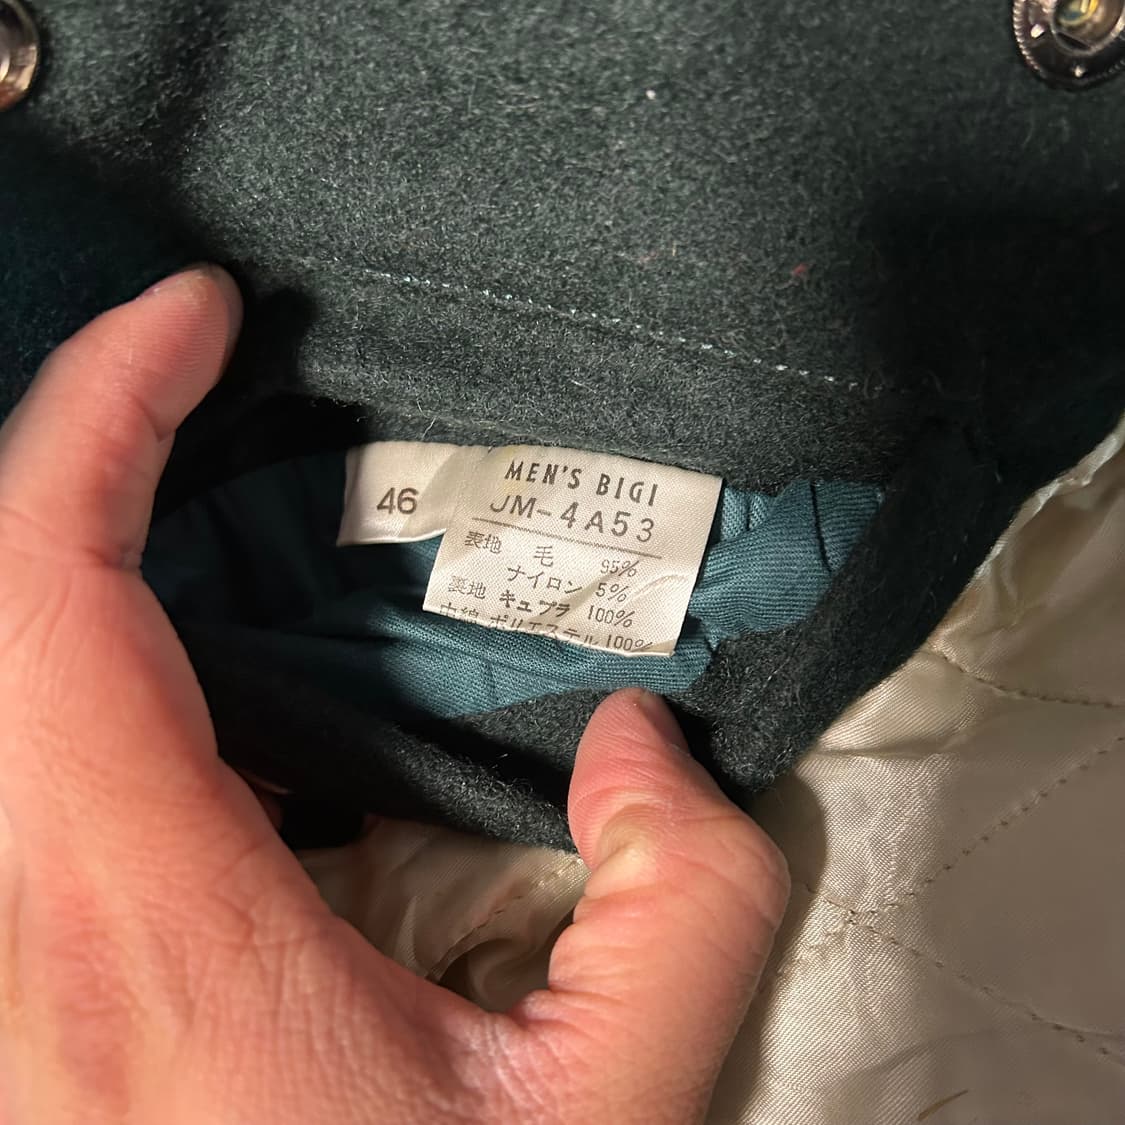 46
MEN'S BIGI
JM-4A53
表地 毛 95%
ナイロン 5%
裏地 キュプラ 100%
中綿 ポリエステル 100%